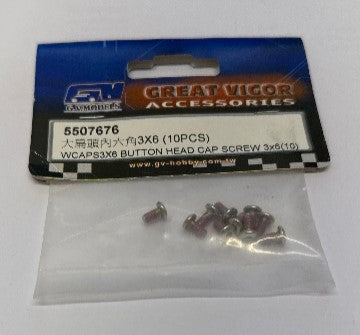 GV
G.V.MODELS
GREAT VIGOR
ACCESSORIES
5507676
大扁頭內六角3X6 (10PCS)
WCAPS3X6 BUTTON HEAD CAP SCREW 3x6(10)
www.gv-hobby.com.tw